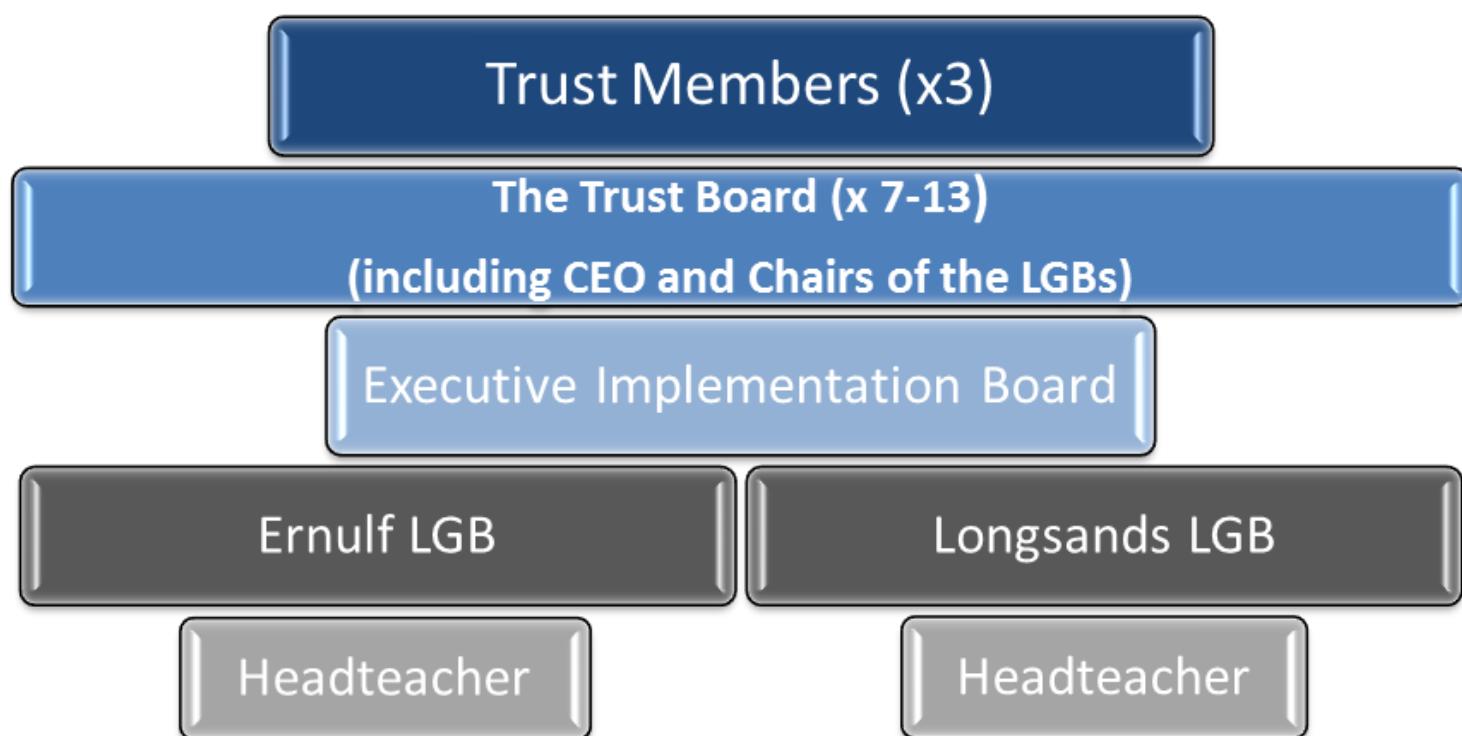 Trust Members (x3)
The Trust Board (x 7-13)
(including CEO and Chairs of the LGBs)
Executive Implementation Board
Ernulf LGB
Longsands LGB
Headteacher
Headteacher